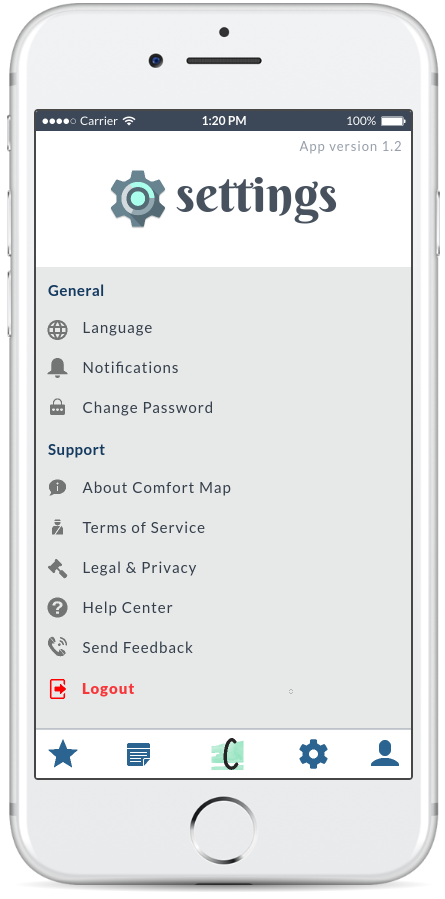 Carrier 1:20 PM 100%
App version 1.2
settings
General
Language
Notifications
Change Password
Support
About Comfort Map
Terms of Service
Legal & Privacy
Help Center
Send Feedback
Logout
C